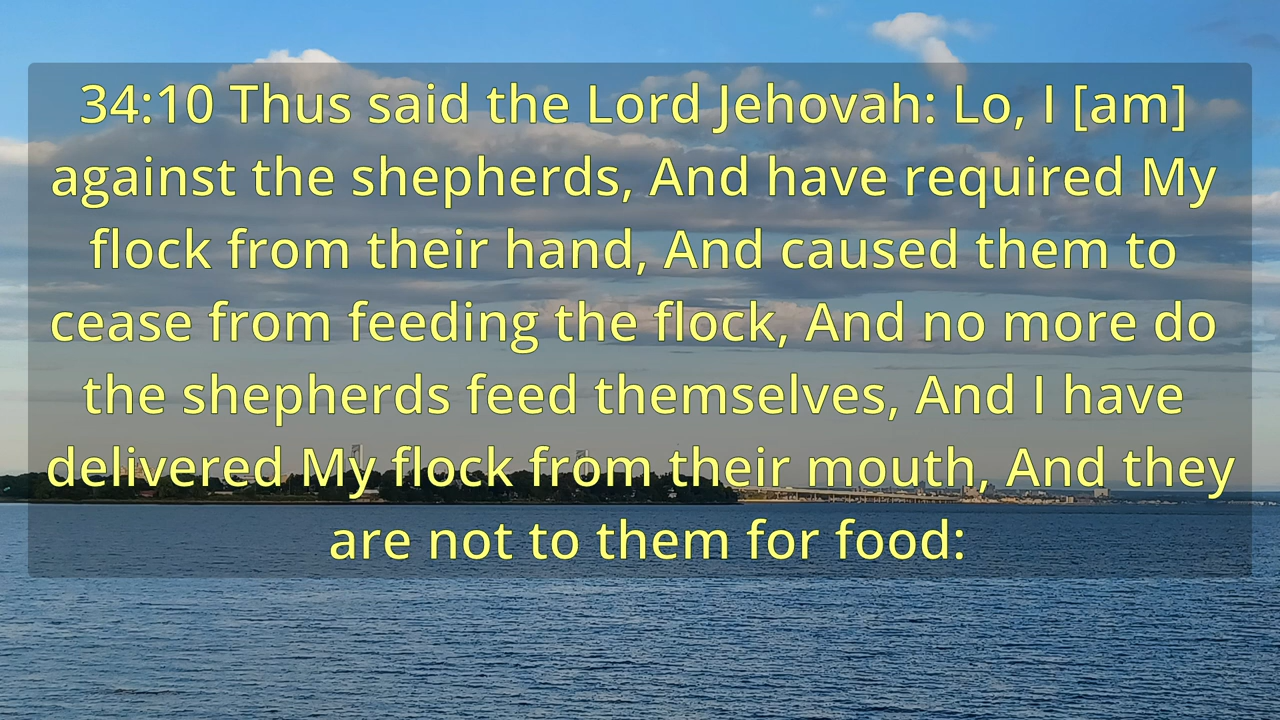 34:10 Thus said the Lord Jehovah: Lo, I [am]
against the shepherds, And have required My
flock from their hand, And caused them to
cease from feeding the flock, And no more do
the shepherds feed themselves, And I have
delivered My flock from their mouth, And they
are not to them for food: